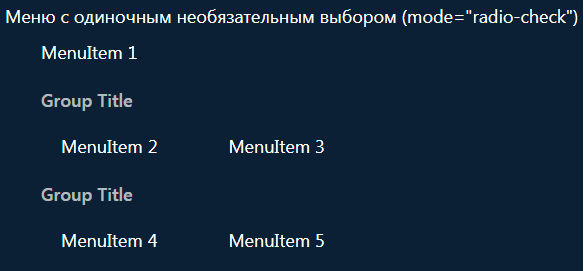 Меню с одиночным необязательным выбором (mode="radio-check")
MenuItem 1
Group Title
MenuItem 2 MenuItem 3
Group Title
MenuItem 4 MenuItem 5